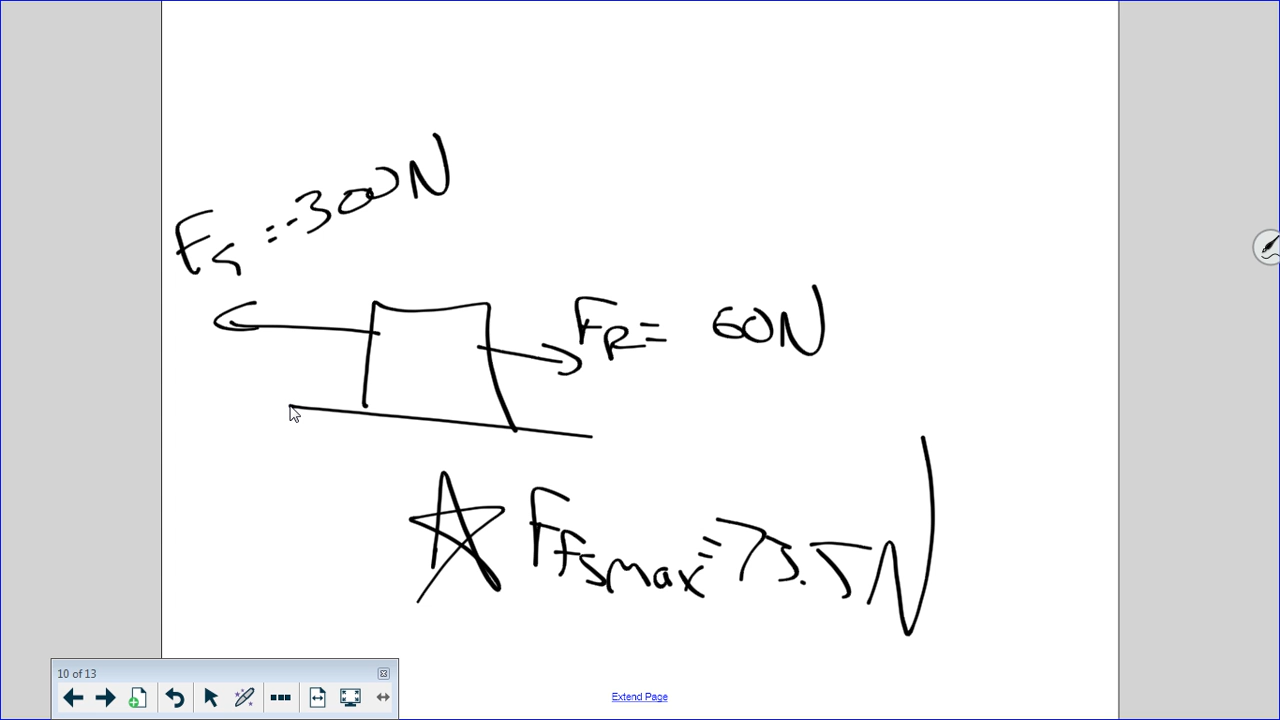 Fs = -300N
FR = 60N
☆ Ffsmax = 73.5N
10 of 13
Extend Page